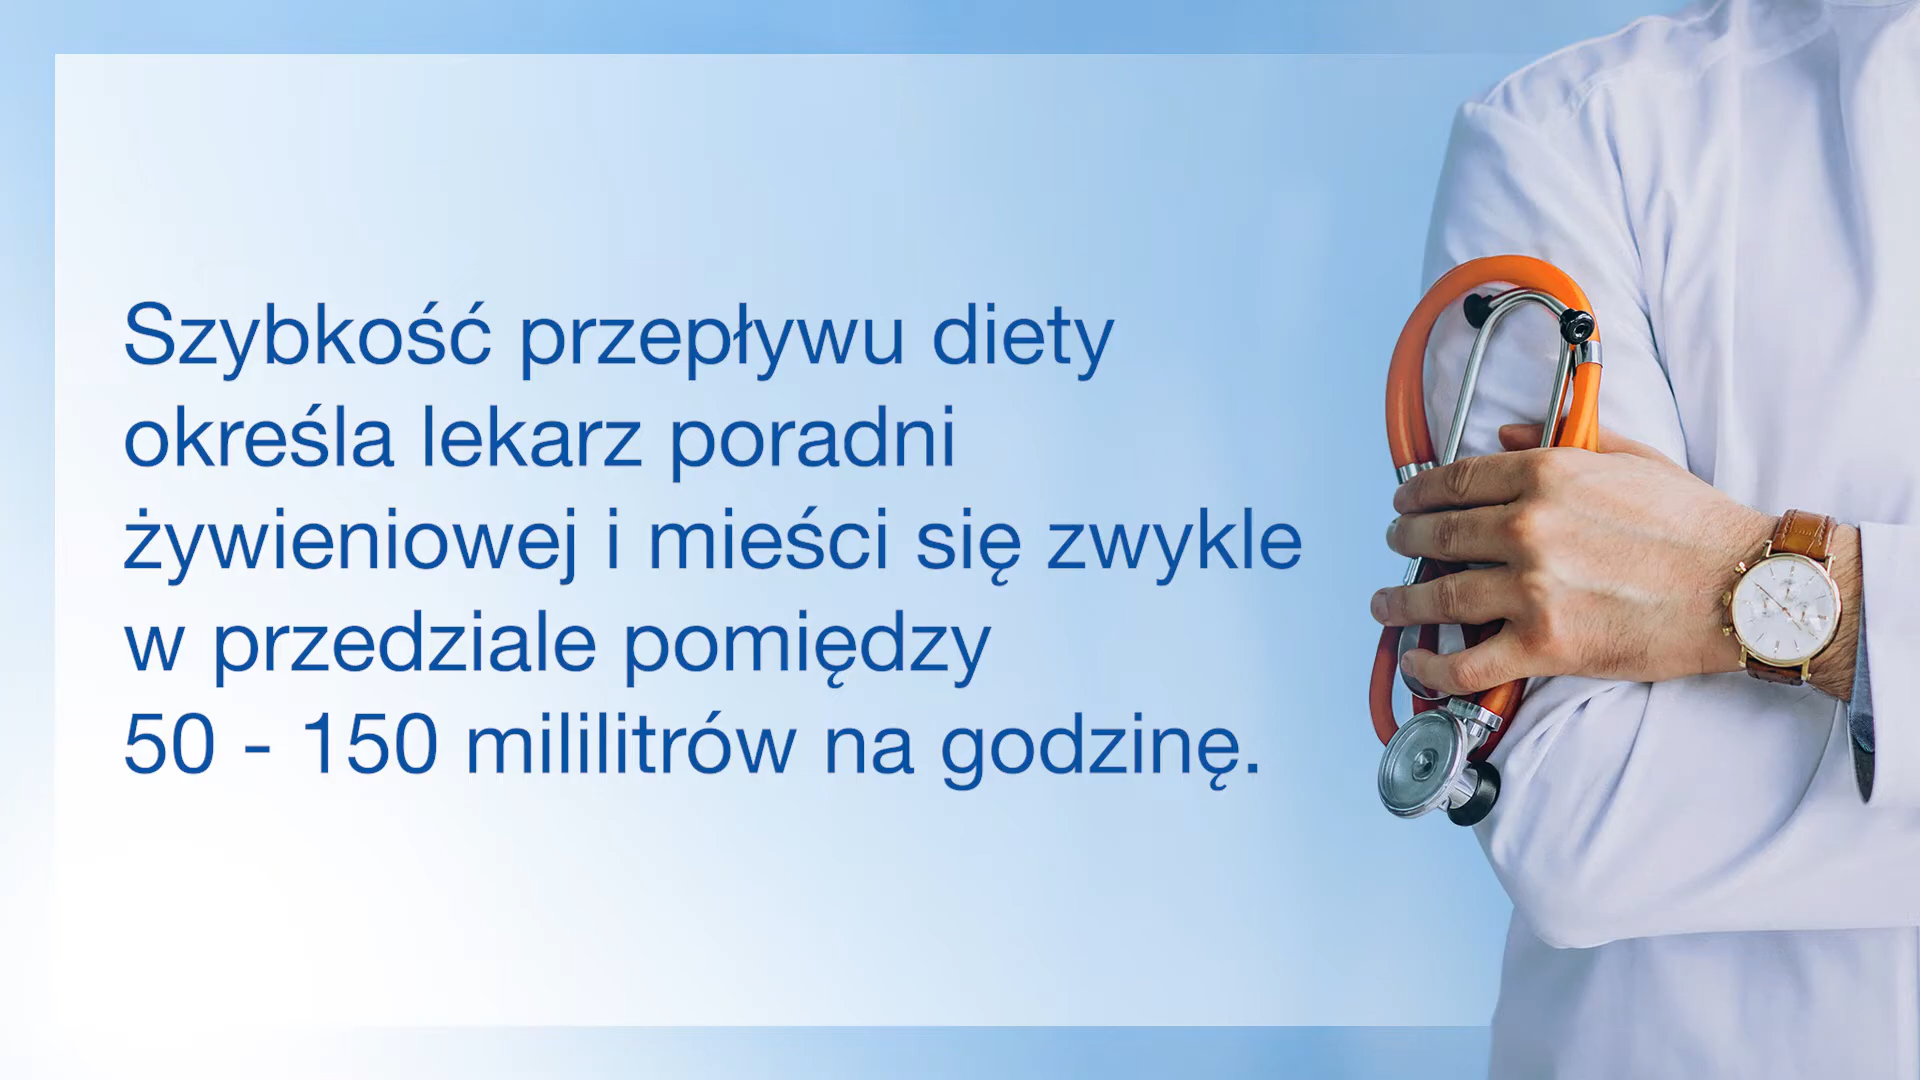 Szybkość przepływu diety
określa lekarz poradni
żywieniowej i mieści się zwykle
w przedziale pomiędzy
50 - 150 mililitrów na godzinę.